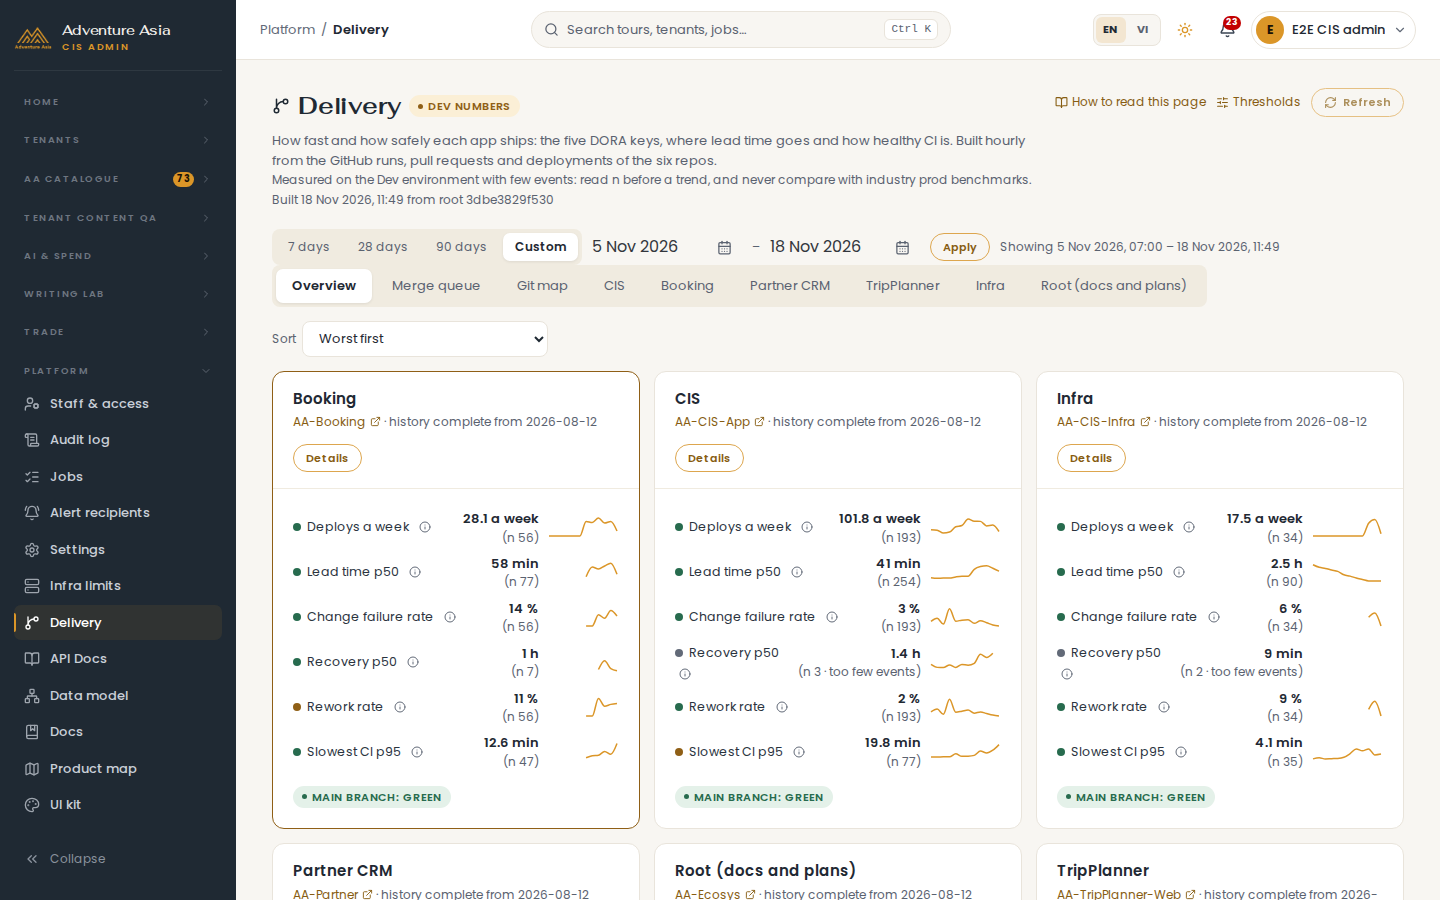 Adventure Asia
CIS ADMIN
Adventure Asia
Platform / Delivery
Search tours, tenants, jobs...
Ctrl K
EN
VI
23
E
E2E CIS admin
HOME
TENANTS
AA CATALOGUE
73
TENANT CONTENT QA
AI & SPEND
WRITING LAB
TRADE
PLATFORM
Staff & access
Audit log
Jobs
Alert recipients
Settings
Infra limits
Delivery
API Docs
Data model
Docs
Product map
UI kit
Collapse
Delivery
DEV NUMBERS
How to read this page
Thresholds
Refresh
How fast and how safely each app ships: the five DORA keys, where lead time goes and how healthy CI is. Built hourly
from the GitHub runs, pull requests and deployments of the six repos.
Measured on the Dev environment with few events: read n before a trend, and never compare with industry prod benchmarks.
Built 18 Nov 2026, 11:49 from root 3dbe3829f530
7 days
28 days
90 days
Custom
5 Nov 2026
–
18 Nov 2026
Apply
Showing 5 Nov 2026, 07:00 – 18 Nov 2026, 11:49
Overview
Merge queue
Git map
CIS
Booking
Partner CRM
TripPlanner
Infra
Root (docs and plans)
Sort
Worst first
Booking
AA-Booking · history complete from 2026-08-12
Details
Deploys a week
28.1 a week
(n 56)
Lead time p50
58 min
(n 77)
Change failure rate
14 %
(n 56)
Recovery p50
1 h
(n 7)
Rework rate
11 %
(n 56)
Slowest CI p95
12.6 min
(n 47)
MAIN BRANCH: GREEN
CIS
AA-CIS-App · history complete from 2026-08-12
Details
Deploys a week
101.8 a week
(n 193)
Lead time p50
41 min
(n 254)
Change failure rate
3 %
(n 193)
Recovery p50
1.4 h
(n 3 · too few events)
Rework rate
2 %
(n 193)
Slowest CI p95
19.8 min
(n 77)
MAIN BRANCH: GREEN
Infra
AA-CIS-Infra · history complete from 2026-08-12
Details
Deploys a week
17.5 a week
(n 34)
Lead time p50
2.5 h
(n 90)
Change failure rate
6 %
(n 34)
Recovery p50
9 min
(n 2 · too few events)
Rework rate
9 %
(n 34)
Slowest CI p95
4.1 min
(n 35)
MAIN BRANCH: GREEN
Partner CRM
AA-Partner · history complete from 2026-08-12
Root (docs and plans)
AA-Ecosys · history complete from 2026-08-12
TripPlanner
AA-TripPlanner-Web · history complete from 2026-